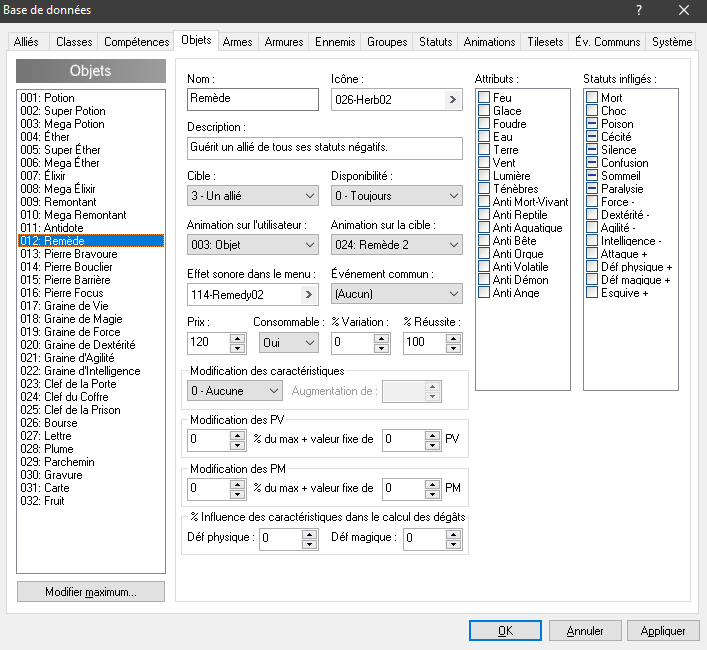 Base de données
Alliés Classes Compétences Objets Armes Armures Ennemis Groupes Statuts Animations Tilesets Év. Communs Système
Objets
001: Potion
002: Super Potion
003: Mega Potion
004: Éther
005: Super Éther
006: Mega Éther
007: Élixir
008: Mega Élixir
009: Remontant
010: Mega Remontant
011: Antidote
012: Remède
013: Pierre Bravoure
014: Pierre Bouclier
015: Pierre Barrière
016: Pierre Focus
017: Graine de Vie
018: Graine de Magie
019: Graine de Force
020: Graine de Dextérité
021: Graine d'Agilité
022: Graine d'Intelligence
023: Clef de la Porte
024: Clef du Coffre
025: Clef de la Prison
026: Bourse
027: Lettre
028: Plume
029: Parchemin
030: Gravure
031: Carte
032: Fruit
Modifier maximum...
Nom :
Remède
Icône :
026-Herb02
Description :
Guérit un allié de tous ses statuts négatifs.
Cible :
3 - Un allié
Disponibilité :
0 - Toujours
Animation sur l'utilisateur :
003: Objet
Animation sur la cible :
024: Remède 2
Effet sonore dans le menu :
114-Remedy02
Événement commun :
(Aucun)
Prix :
120
Consommable :
Oui
% Variation :
0
% Réussite :
100
Modification des caractéristiques
0 - Aucune
Augmentation de :
Modification des PV
0 % du max + valeur fixe de 0 PV
Modification des PM
0 % du max + valeur fixe de 0 PM
% Influence des caractéristiques dans le calcul des dégâts
Déf physique : 0 Déf magique : 0
Attributs :
Feu
Glace
Foudre
Eau
Terre
Vent
Lumière
Ténèbres
Anti Mort-Vivant
Anti Reptile
Anti Aquatique
Anti Bête
Anti Orque
Anti Volatile
Anti Démon
Anti Ange
Statuts infligés :
Mort
Choc
Poison
Cécité
Silence
Confusion
Sommeil
Paralysie
Force -
Dextérité -
Agilité -
Intelligence -
Attaque +
Déf physique +
Déf magique +
Esquive +
OK Annuler Appliquer